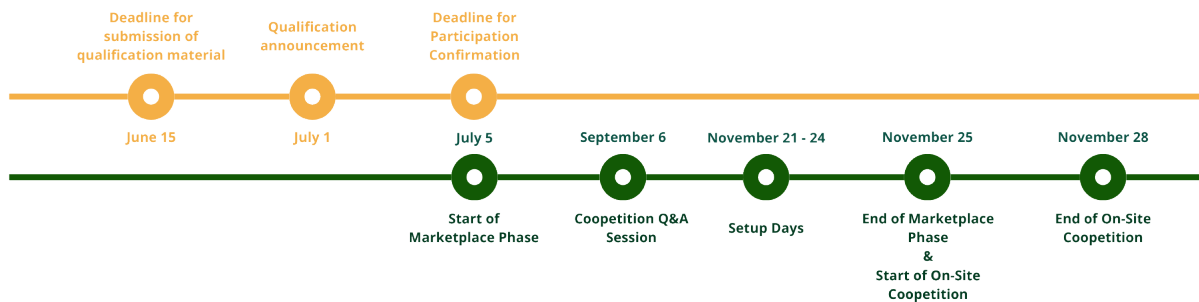 Deadline for
submission of
qualification material
Qualification
announcement
Deadline for
Participation
Confirmation
June 15
July 1
July 5
September 6
November 21 - 24
November 25
November 28
Start of
Marketplace Phase
Coopetition Q&A
Session
Setup Days
End of Marketplace
Phase
&
Start of On-Site
Coopetition
End of On-Site
Coopetition